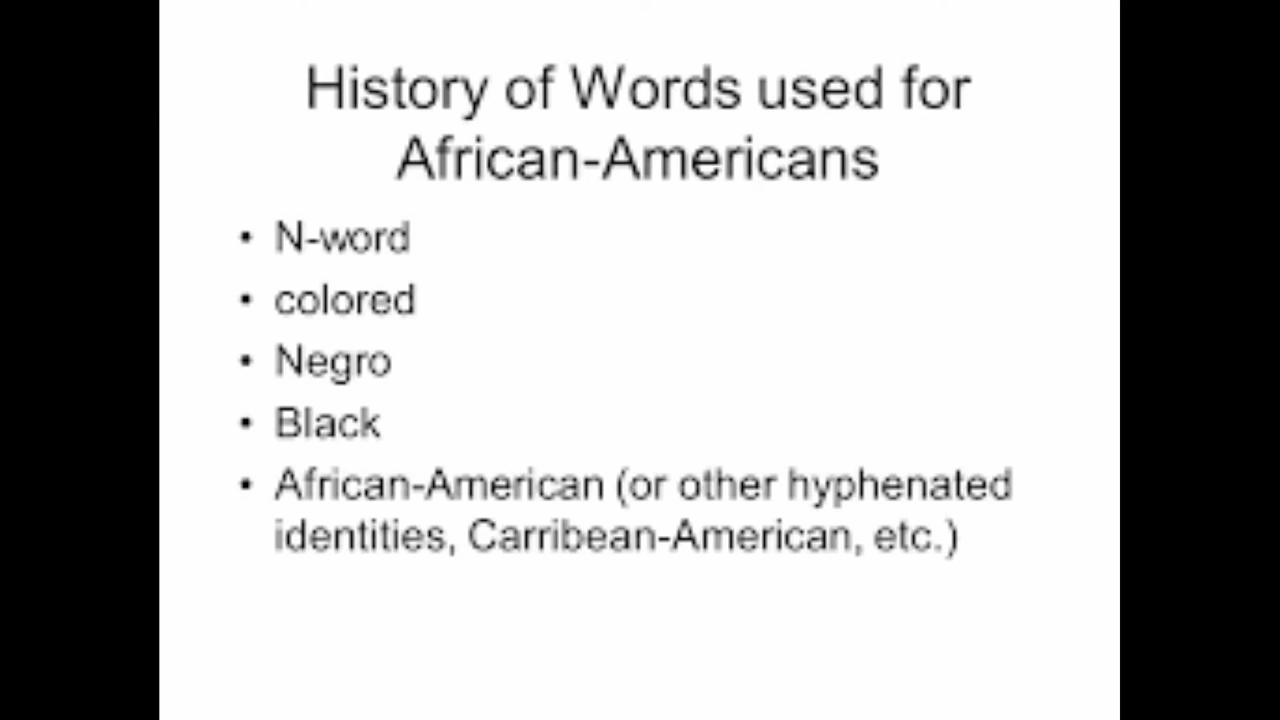 History of Words used for
African-Americans
• N-word
• colored
• Negro
• Black
• African-American (or other hyphenated
identities, Carribean-American, etc.)